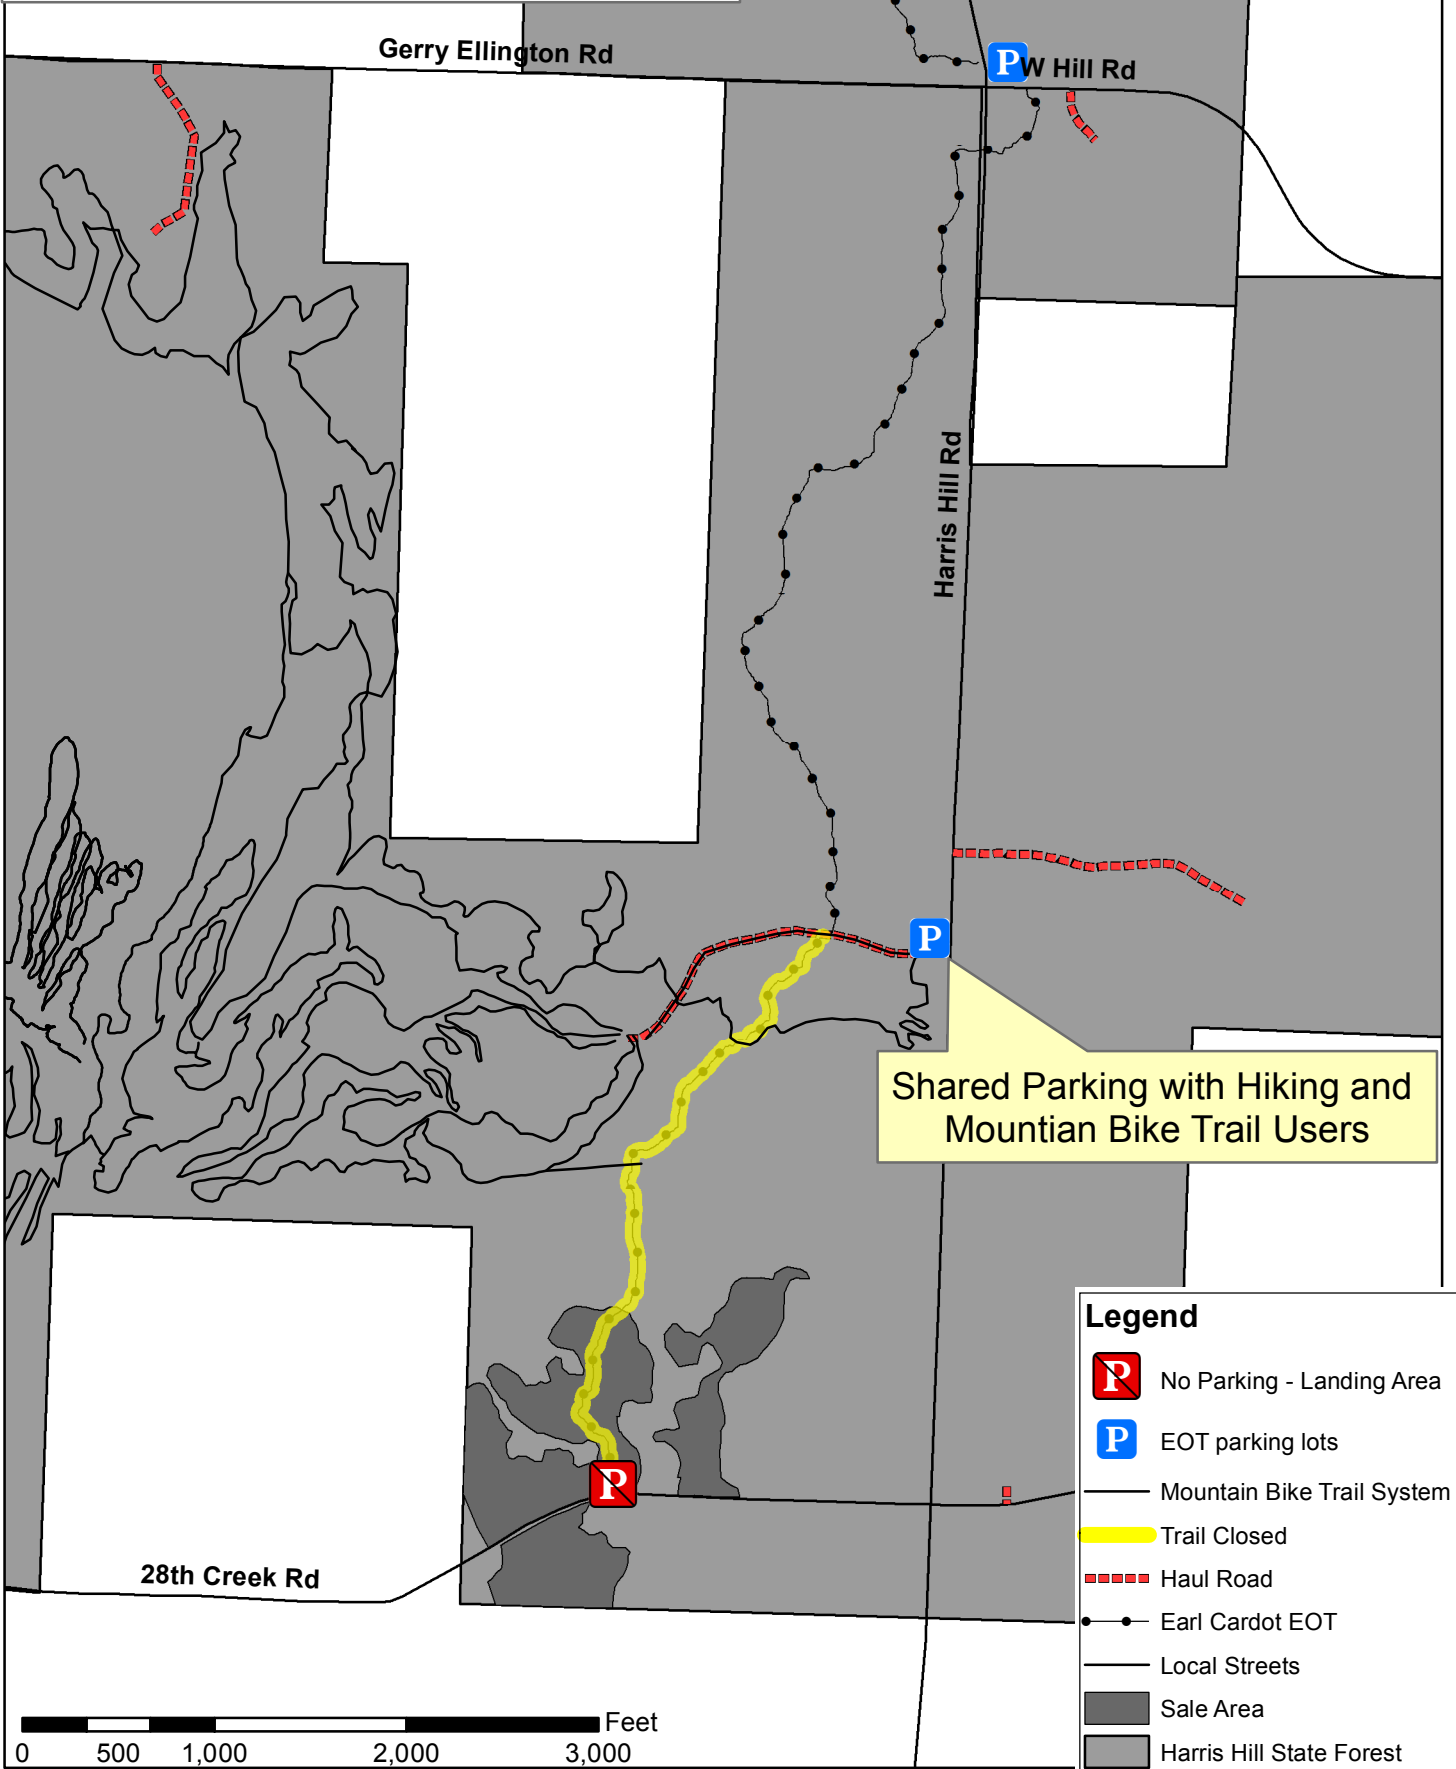 Gerry Ellington Rd
P
W Hill Rd
Harris Hill Rd
P
Shared Parking with Hiking and
Mountian Bike Trail Users
P
28th Creek Rd
Legend
P No Parking - Landing Area
P EOT parking lots
Mountain Bike Trail System
Trail Closed
Haul Road
Earl Cardot EOT
Local Streets
Sale Area
Harris Hill State Forest
Feet
0 500 1,000 2,000 3,000